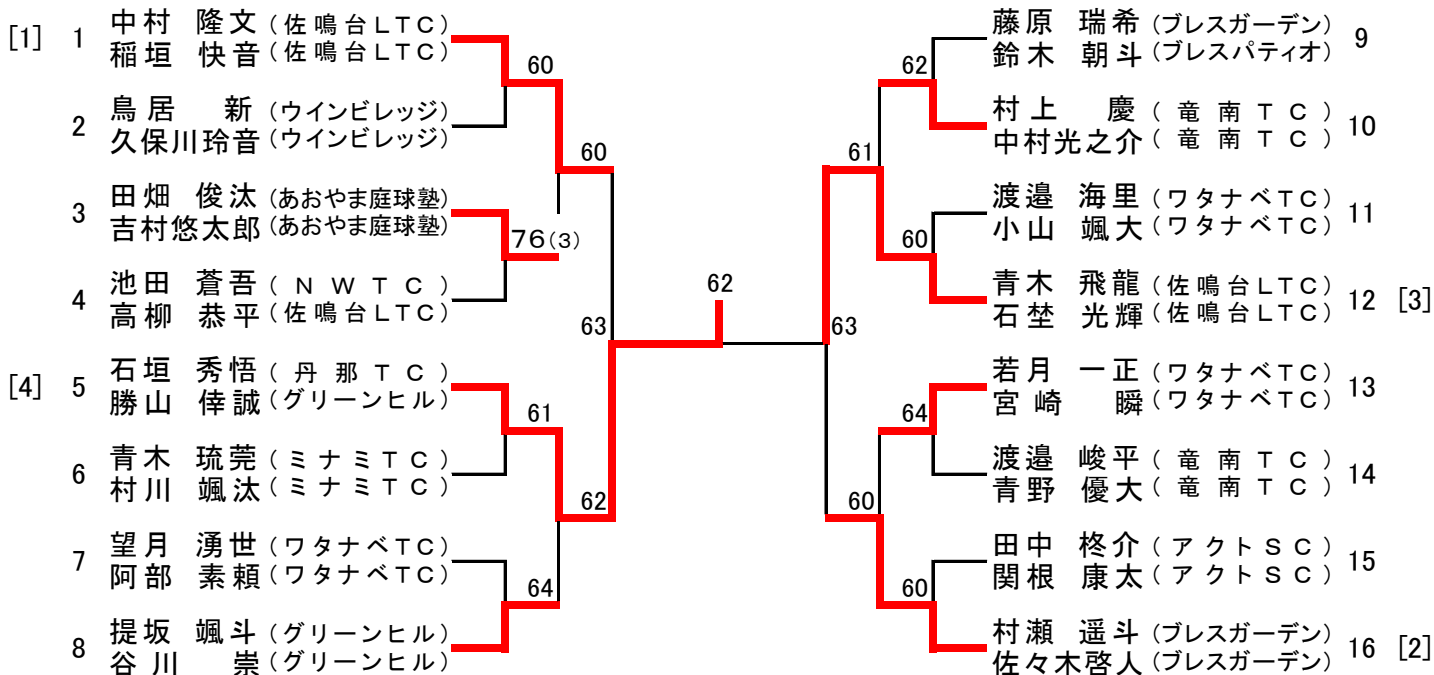 [1] 1 中村 隆文 (佐鳴台LTC)
稲垣 快音 (佐鳴台LTC)
60
2 鳥居 新 (ウインビレッジ)
久保川玲音 (ウインビレッジ)
60
3 田畑 俊汰 (あおやま庭球塾)
吉村悠太郎 (あおやま庭球塾)
76(3)
4 池田 蒼吾 (NWTC)
高柳 恭平 (佐鳴台LTC)
63
[4] 5 石垣 秀悟 (丹那TC)
勝山 倖誠 (グリーンヒル)
61
6 青木 琉莞 (ミナミTC)
村川 颯汰 (ミナミTC)
62
7 望月 湧世 (ワタナベTC)
阿部 素頼 (ワタナベTC)
64
8 提坂 颯斗 (グリーンヒル)
谷川 崇 (グリーンヒル)
62
藤原 瑞希 (ブレスガーデン) 9
鈴木 朝斗 (ブレスパティオ)
62
村上 慶 (竜南TC) 10
中村光之介 (竜南TC)
61
渡邉 海里 (ワタナベTC) 11
小山 颯大 (ワタナベTC)
60
青木 飛龍 (佐鳴台LTC) 12 [3]
石埜 光輝 (佐鳴台LTC)
63
若月 一正 (ワタナベTC) 13
宮崎 瞬 (ワタナベTC)
64
渡邉 峻平 (竜南TC) 14
青野 優大 (竜南TC)
60
田中 柊介 (アクトSC) 15
関根 康太 (アクトSC)
60
村瀬 遥斗 (ブレスガーデン) 16 [2]
佐々木啓人 (ブレスガーデン)